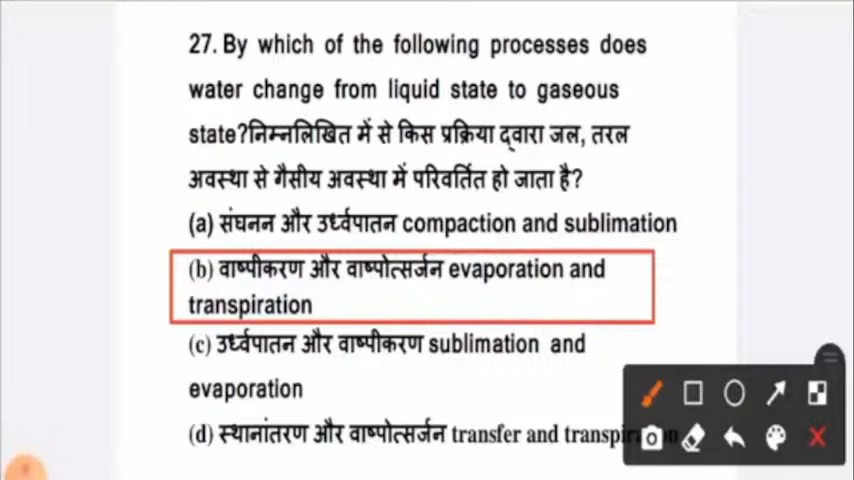 27. By which of the following processes does
water change from liquid state to gaseous
state?निम्नलिखित में से किस प्रक्रिया द्वारा जल, तरल
अवस्था से गैसीय अवस्था में परिवर्तित हो जाता है?
(a) संघनन और उर्ध्वपातन compaction and sublimation
(b) वाष्पीकरण और वाष्पोत्सर्जन evaporation and
transpiration
(c) उर्ध्वपातन और वाष्पीकरण sublimation and
evaporation
(d) स्थानांतरण और वाष्पोत्सर्जन transfer and